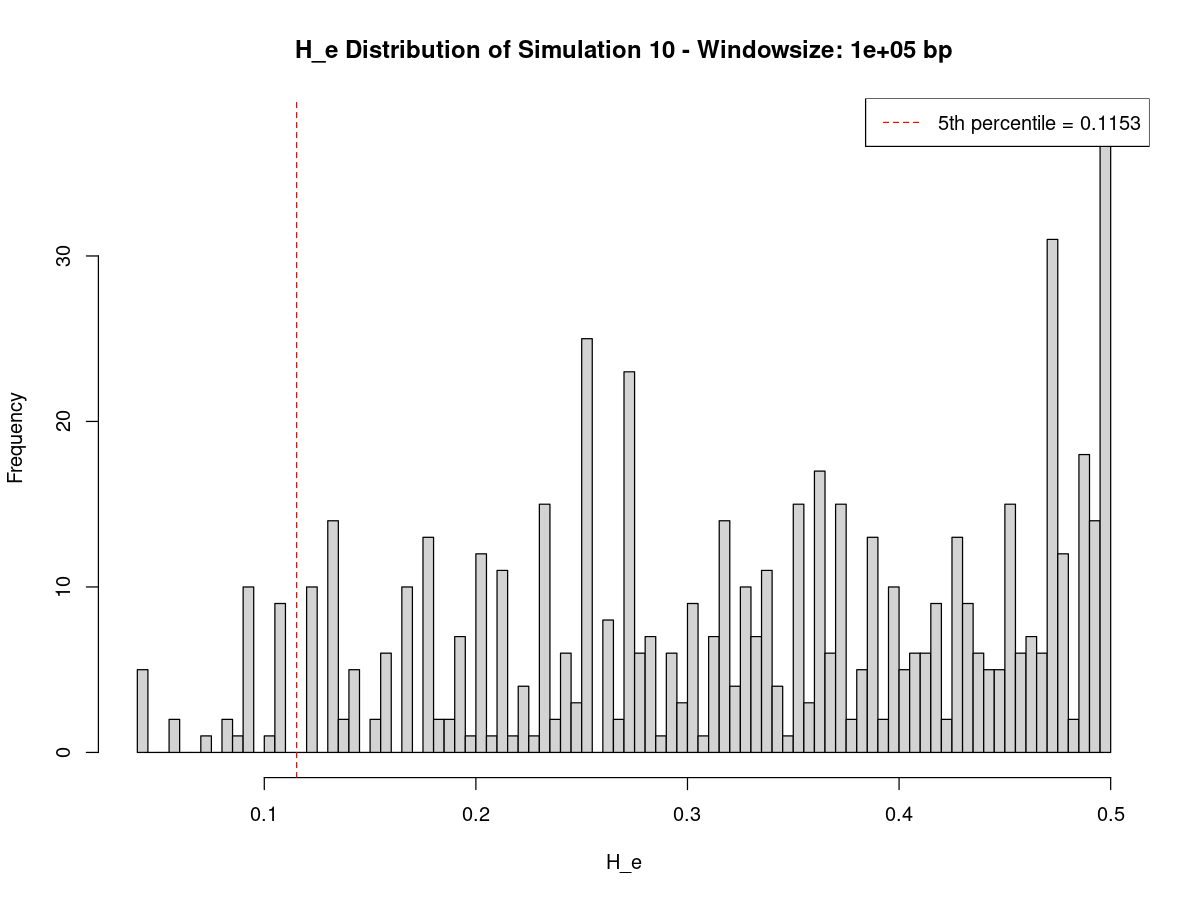 H_e Distribution of Simulation 10 - Windowsize: 1e+05 bp
5th percentile = 0.1153
Frequency
30
20
10
0
0.1 0.2 0.3 0.4 0.5
H_e